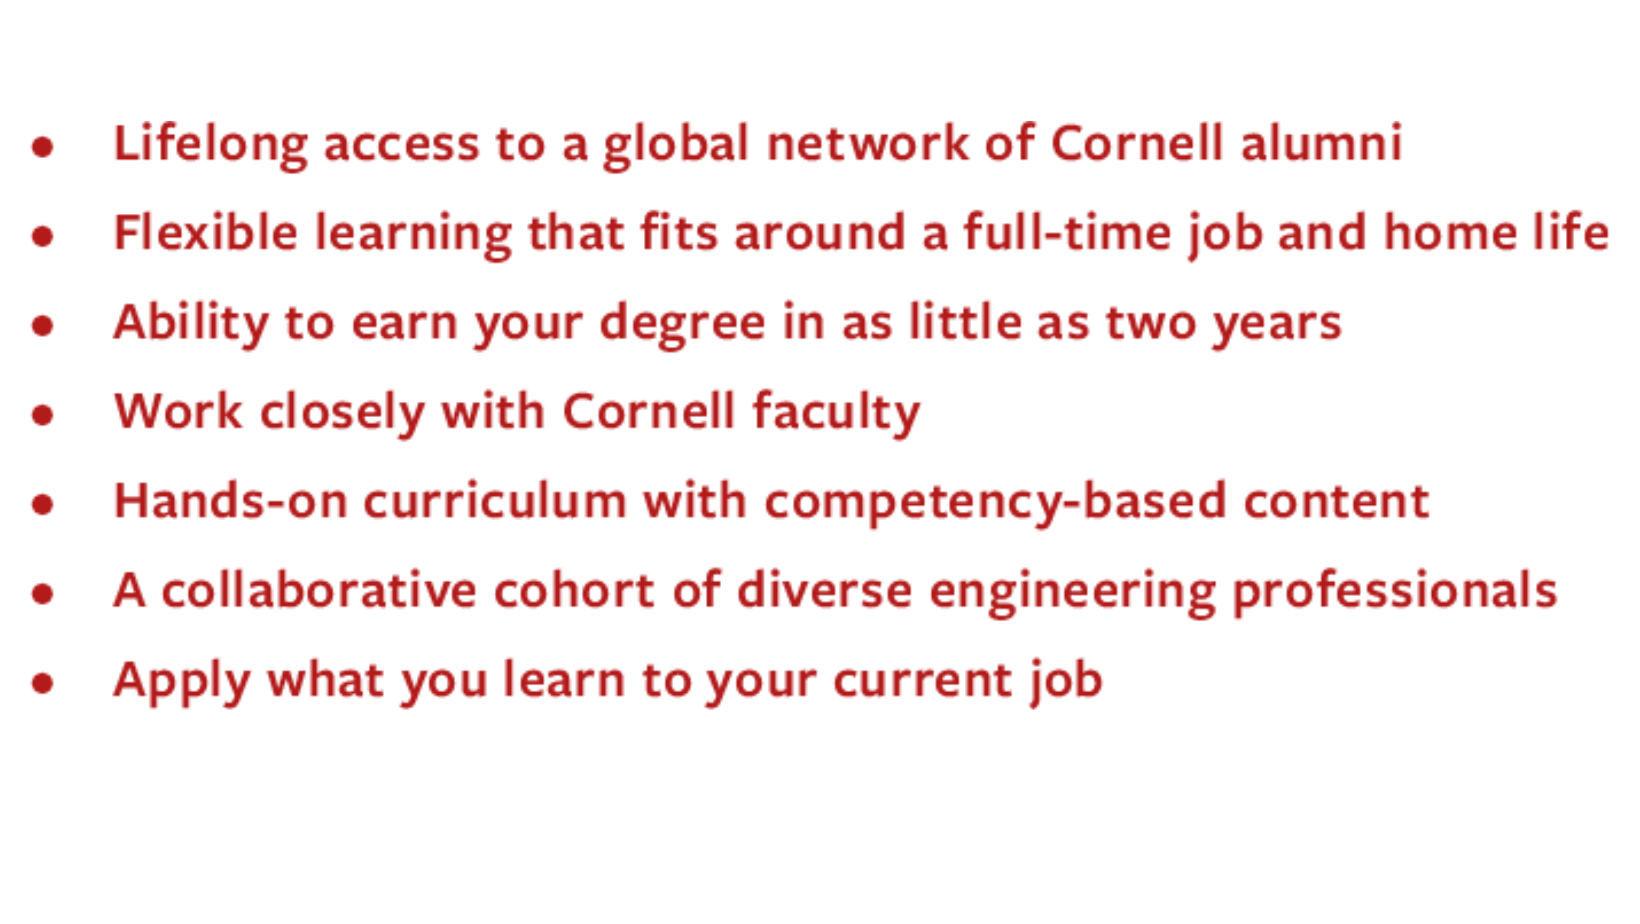 • Lifelong access to a global network of Cornell alumni
• Flexible learning that fits around a full-time job and home life
• Ability to earn your degree in as little as two years
• Work closely with Cornell faculty
• Hands-on curriculum with competency-based content
• A collaborative cohort of diverse engineering professionals
• Apply what you learn to your current job